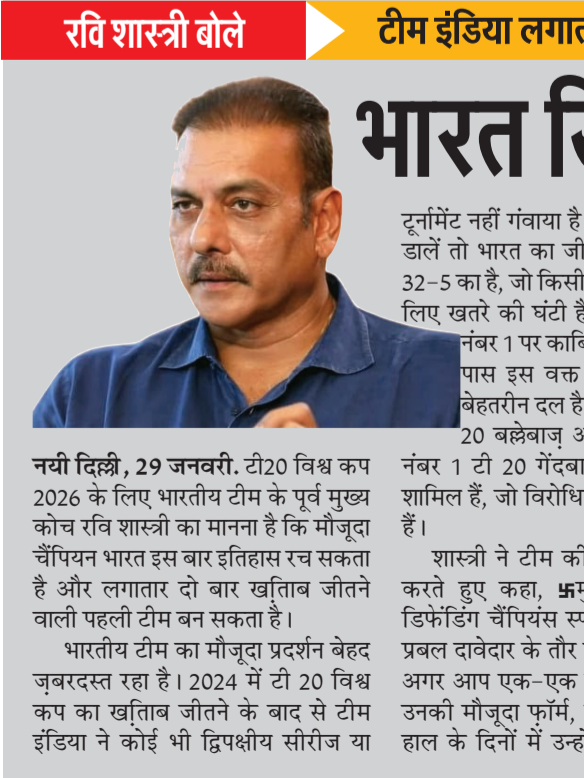 रवि शास्त्री बोले
टीम इंडिया लगात
भारत
नयी दिल्ली, 29 जनवरी. टी20 विश्व कप
2026 के लिए भारतीय टीम के पूर्व मुख्य
कोच रवि शास्त्री का मानना है कि मौजूदा
चैंपियन भारत इस बार इतिहास रच सकता
है और लगातार दो बार खि़ताब जीतने
वाली पहली टीम बन सकता है।
भारतीय टीम का मौजूदा प्रदर्शन बेहद
ज़बरदस्त रहा है। 2024 में टी 20 विश्व
कप का खि़ताब जीतने के बाद से टीम
इंडिया ने कोई भी द्विपक्षीय सीरीज या
टूर्नामेंट नहीं गंवाया है
डालें तो भारत का जी
32-5 का है, जो किसी
लिए खतरे की घंटी है
नंबर 1 पर काबि
पास इस वक्त
बेहतरीन दल है
20 बल्लेबाज़ अ
नंबर 1 टी 20 गेंदबा
शामिल हैं, जो विरोधि
हैं।
शास्त्री ने टीम की
करते हुए कहा, 卐मु
डिफेंडिंग चैंपियंस स्प
प्रबल दावेदार के तौर
अगर आप एक-एक
उनकी मौजूदा फॉर्म,
हाल के दिनों में उन्हो